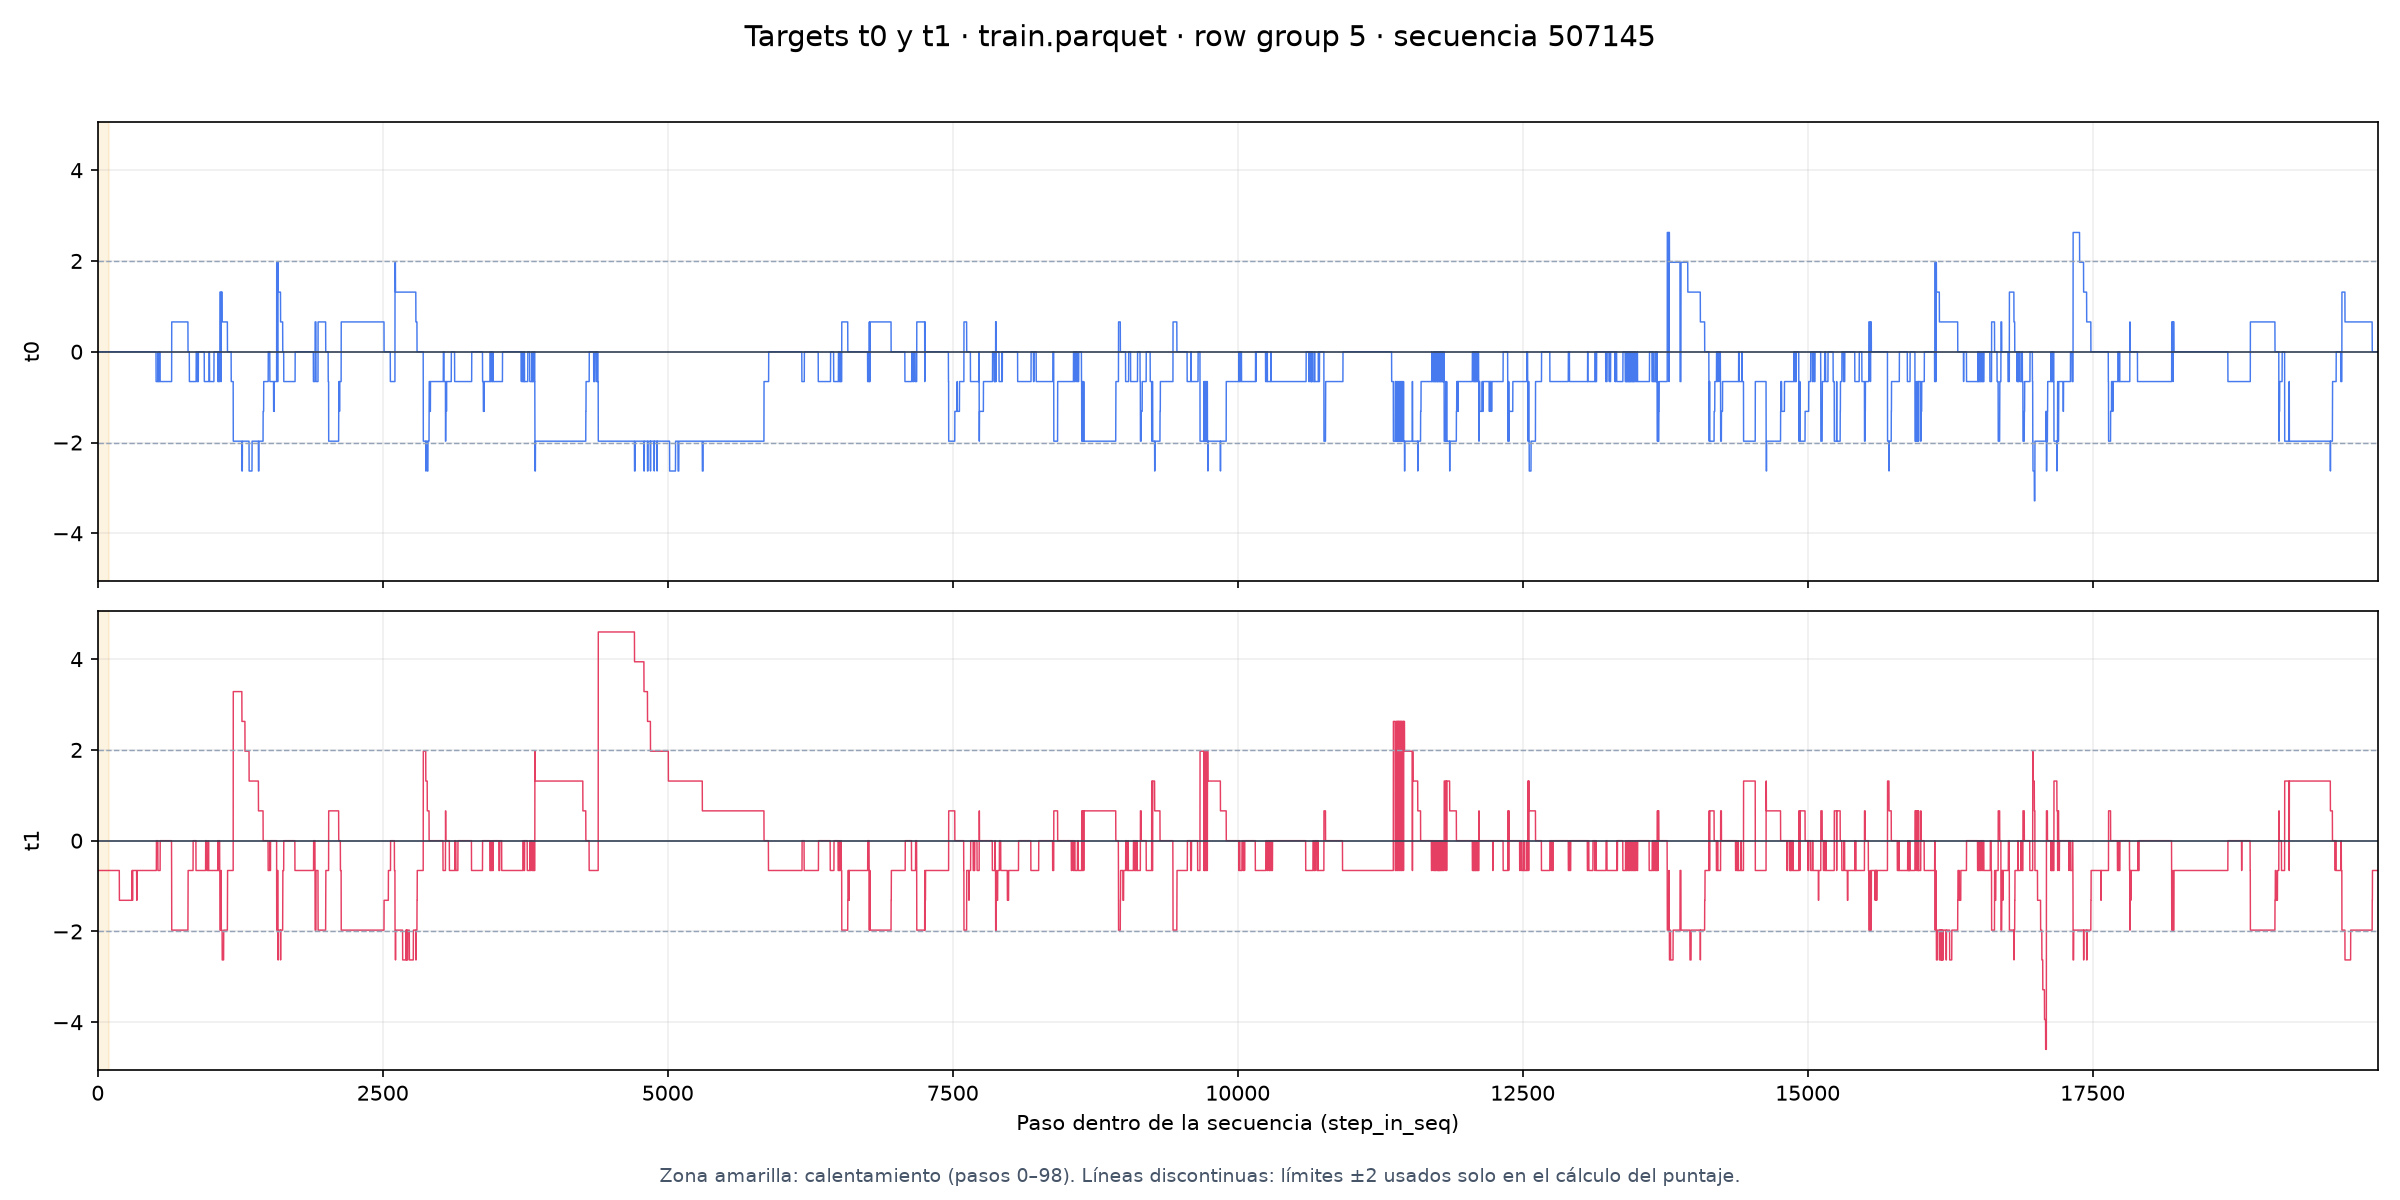 Targets t0 y t1 · train.parquet · row group 5 · secuencia 507145
4
2
0
−2
−4
t0
4
2
0
−2
−4
t1
0 2500 5000 7500 10000 12500 15000 17500
Paso dentro de la secuencia (step_in_seq)
Zona amarilla: calentamiento (pasos 0–98). Líneas discontinuas: límites ±2 usados solo en el cálculo del puntaje.